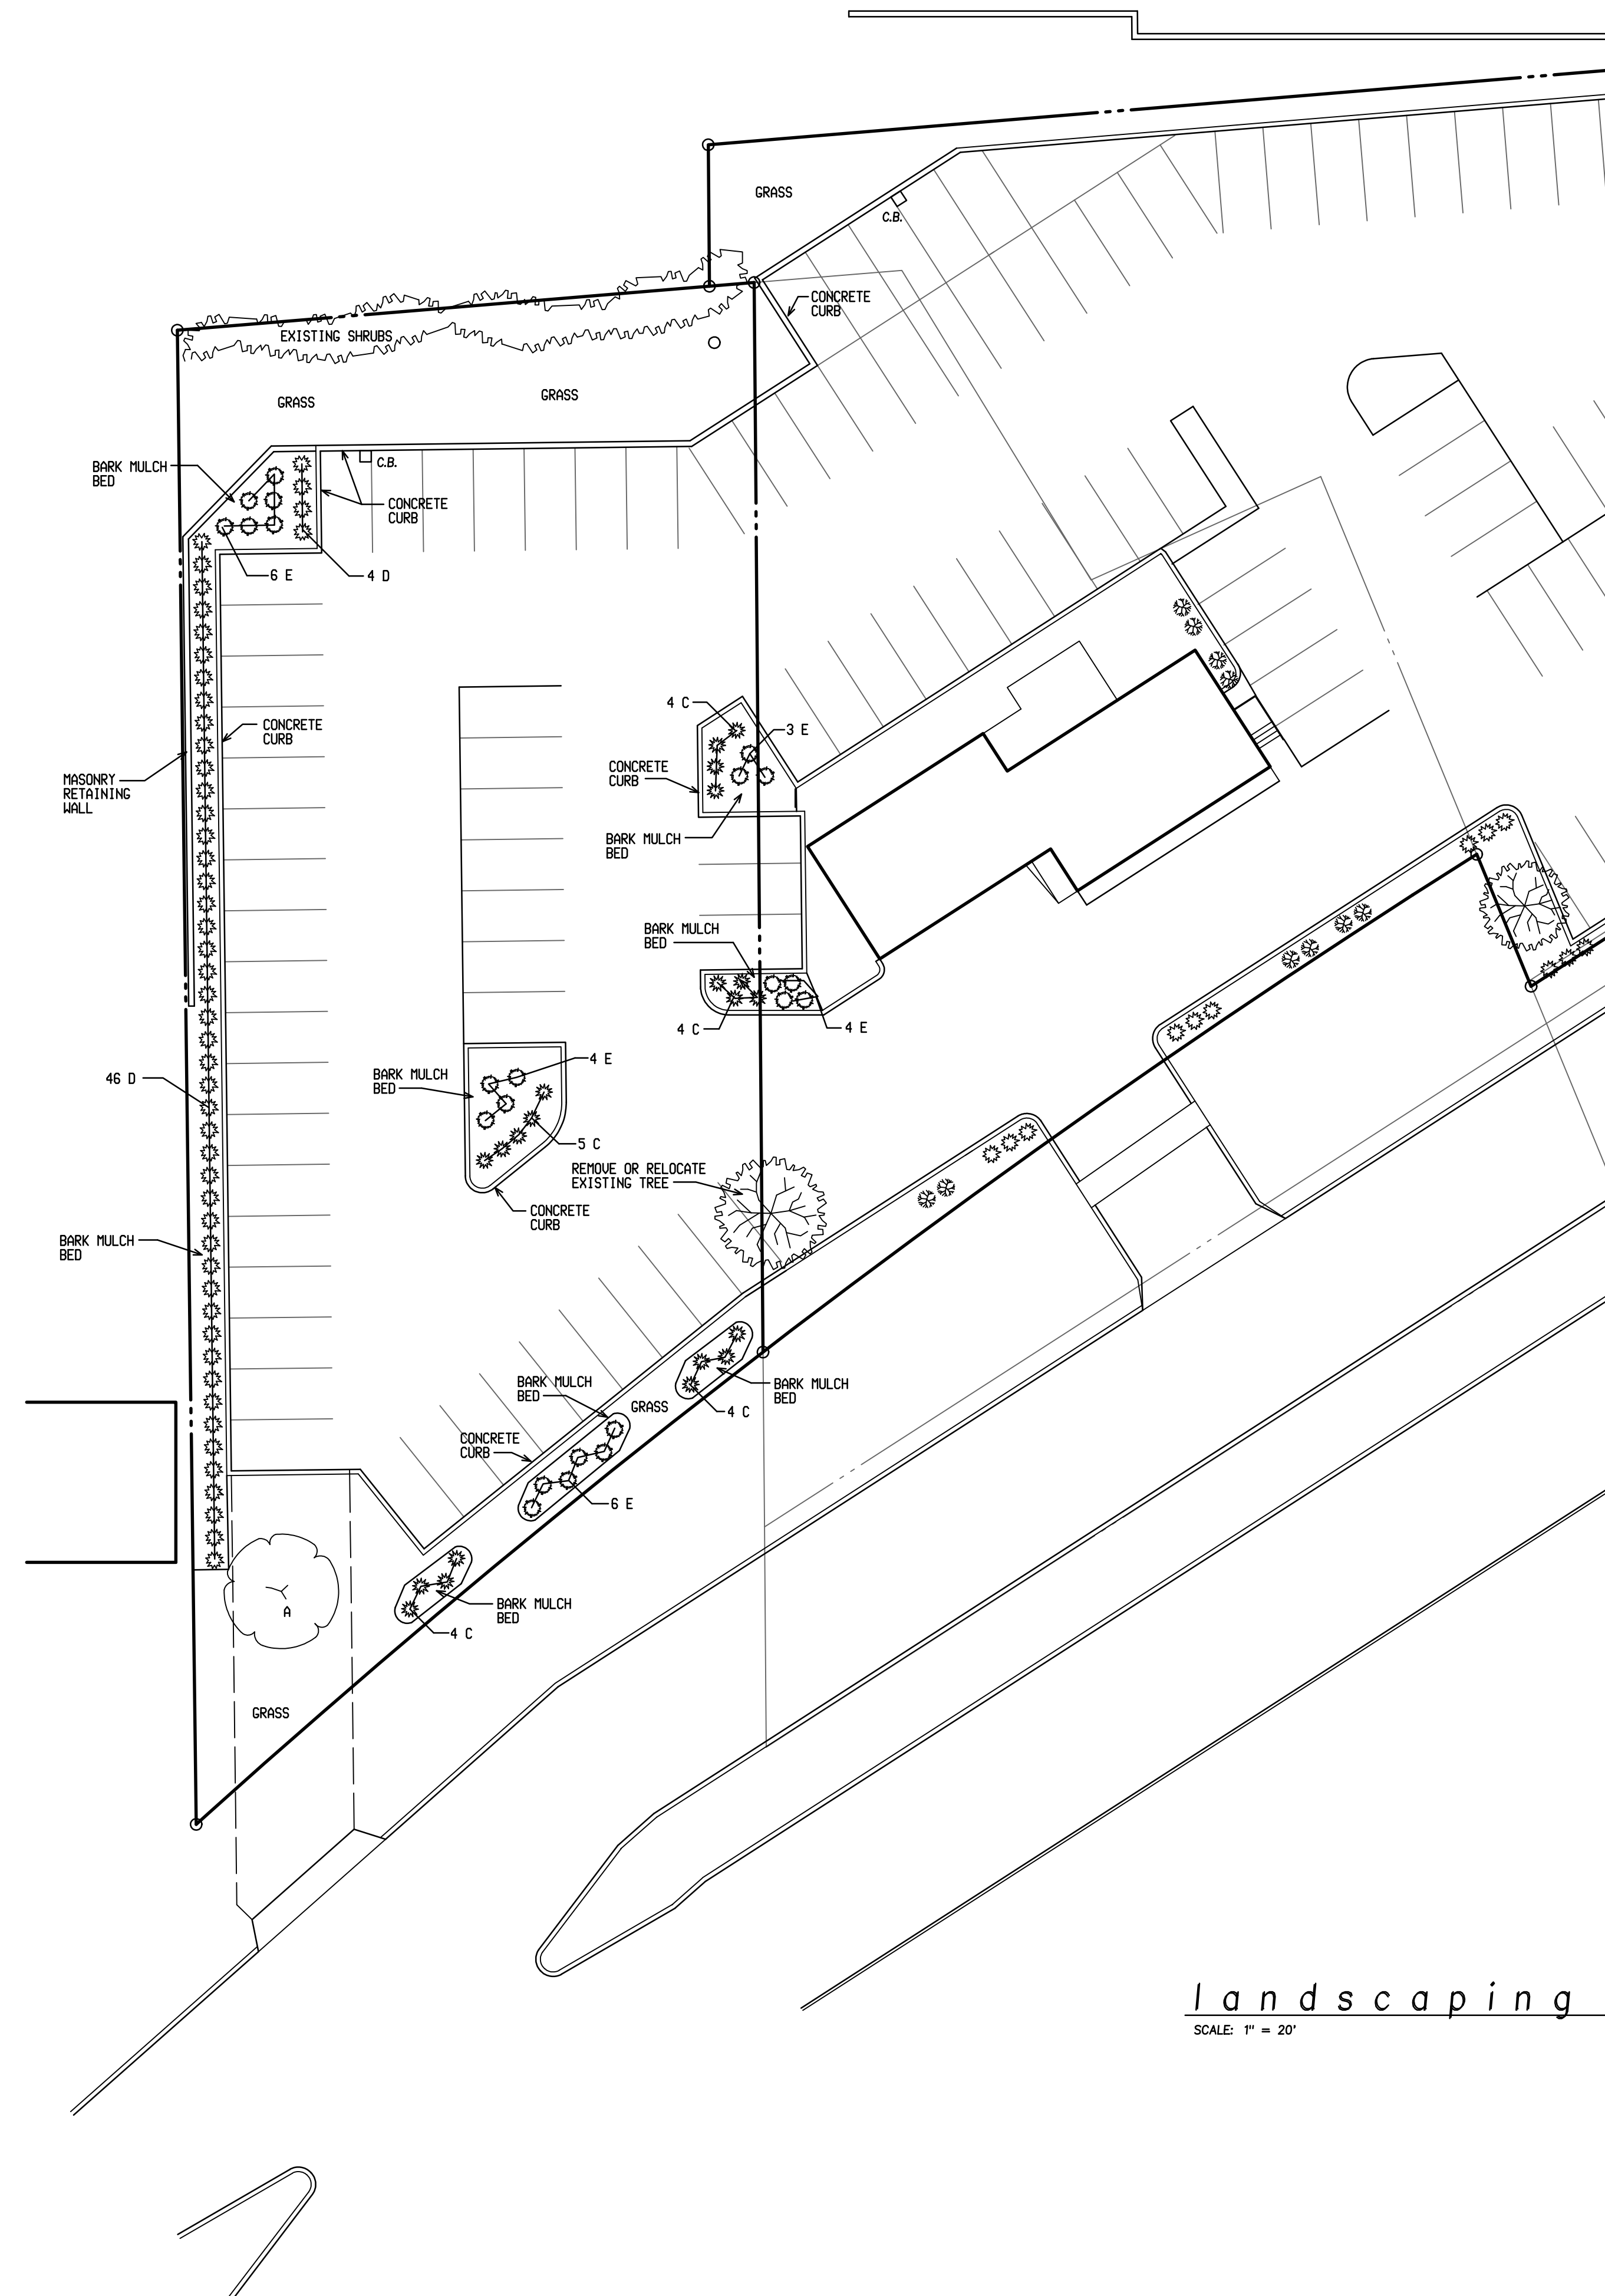 GRASS
C.B.
CONCRETE
CURB
EXISTING SHRUBS
GRASS
GRASS
BARK MULCH
BED
C.B.
CONCRETE
CURB
6 E
4 D
4 C
3 E
CONCRETE
CURB
MASONRY
RETAINING
WALL
CONCRETE
CURB
BARK MULCH
BED
BARK MULCH
BED
4 C
4 E
46 D
BARK MULCH
BED
4 E
5 C
REMOVE OR RELOCATE
EXISTING TREE
CONCRETE
CURB
BARK MULCH
BED
BARK MULCH
BED
GRASS
BARK MULCH
BED
4 C
CONCRETE
CURB
6 E
A
BARK MULCH
BED
4 C
GRASS
landscaping
SCALE: 1" = 20'